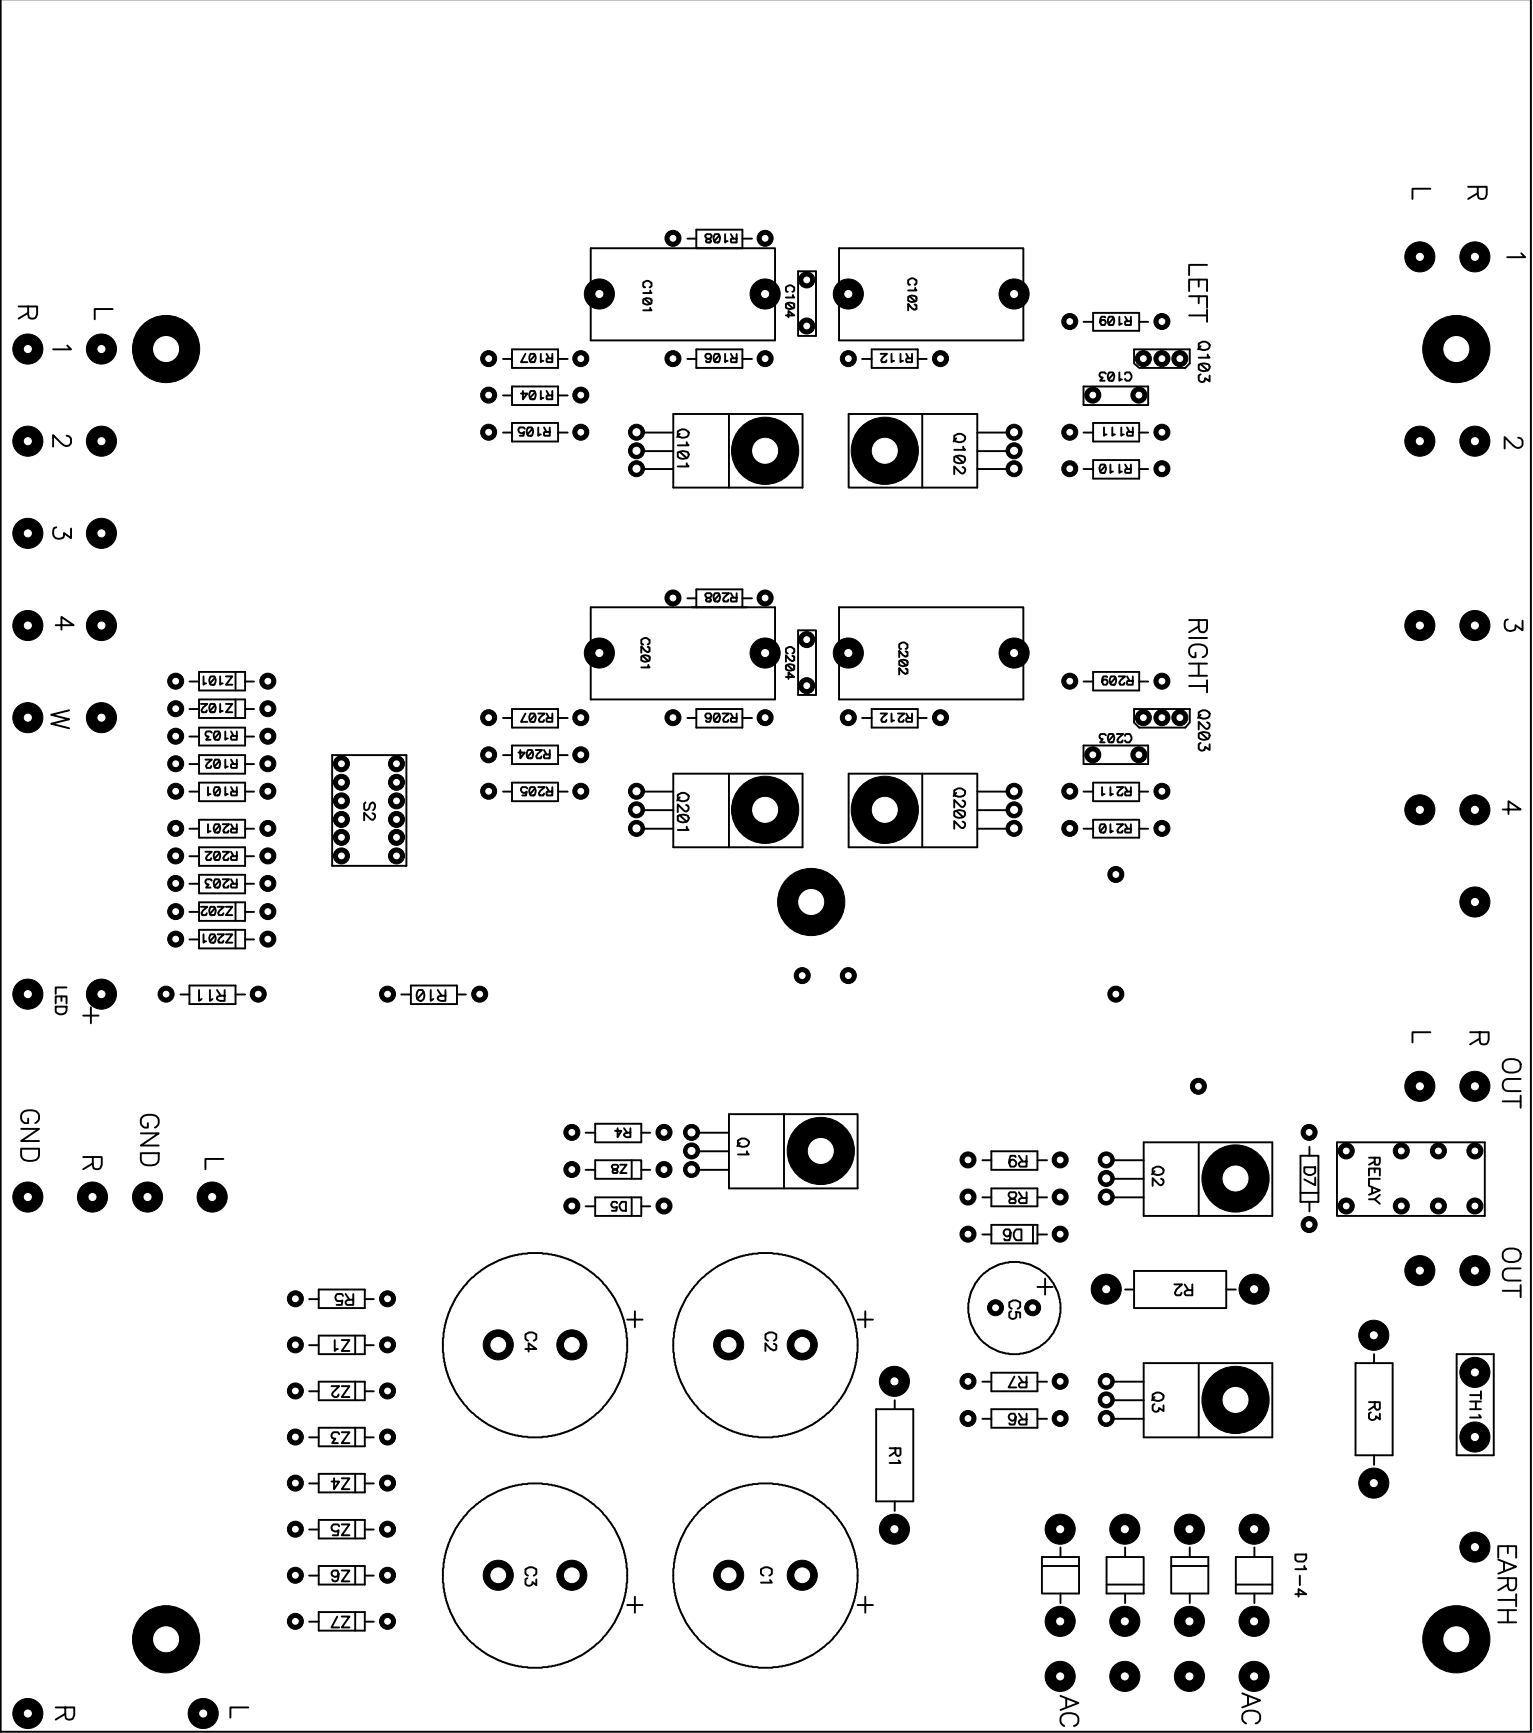 R
L
1
R108
LEFT
C101
C104
C102
R
L
R109
1
R107
R106
R112
Q103
C103
R104
R105
Q101
Q102
R111
2
2
R110
3
R208
RIGHT
C201
C204
C202
4
3
Z101
R209
Z102
W
R207
R206
R212
Q203
R103
C203
R204
R102
R101
R205
Q201
Q202
R211
S2
4
R201
R210
R202
R203
Z202
Z201
LED
+
R11
R10
L
R
OUT
GND
GND
R
L
R4
Q1
R9
Q2
D7
RELAY
Z8
R8
D5
D6
OUT
R5
+
C5
R2
+
+
C4
C2
Z1
Z2
R7
Q3
R3
TH1
R6
Z3
R1
Z4
Z5
EARTH
Z6
C3
C1
D1-4
+
+
Z7
R
L
AC
AC